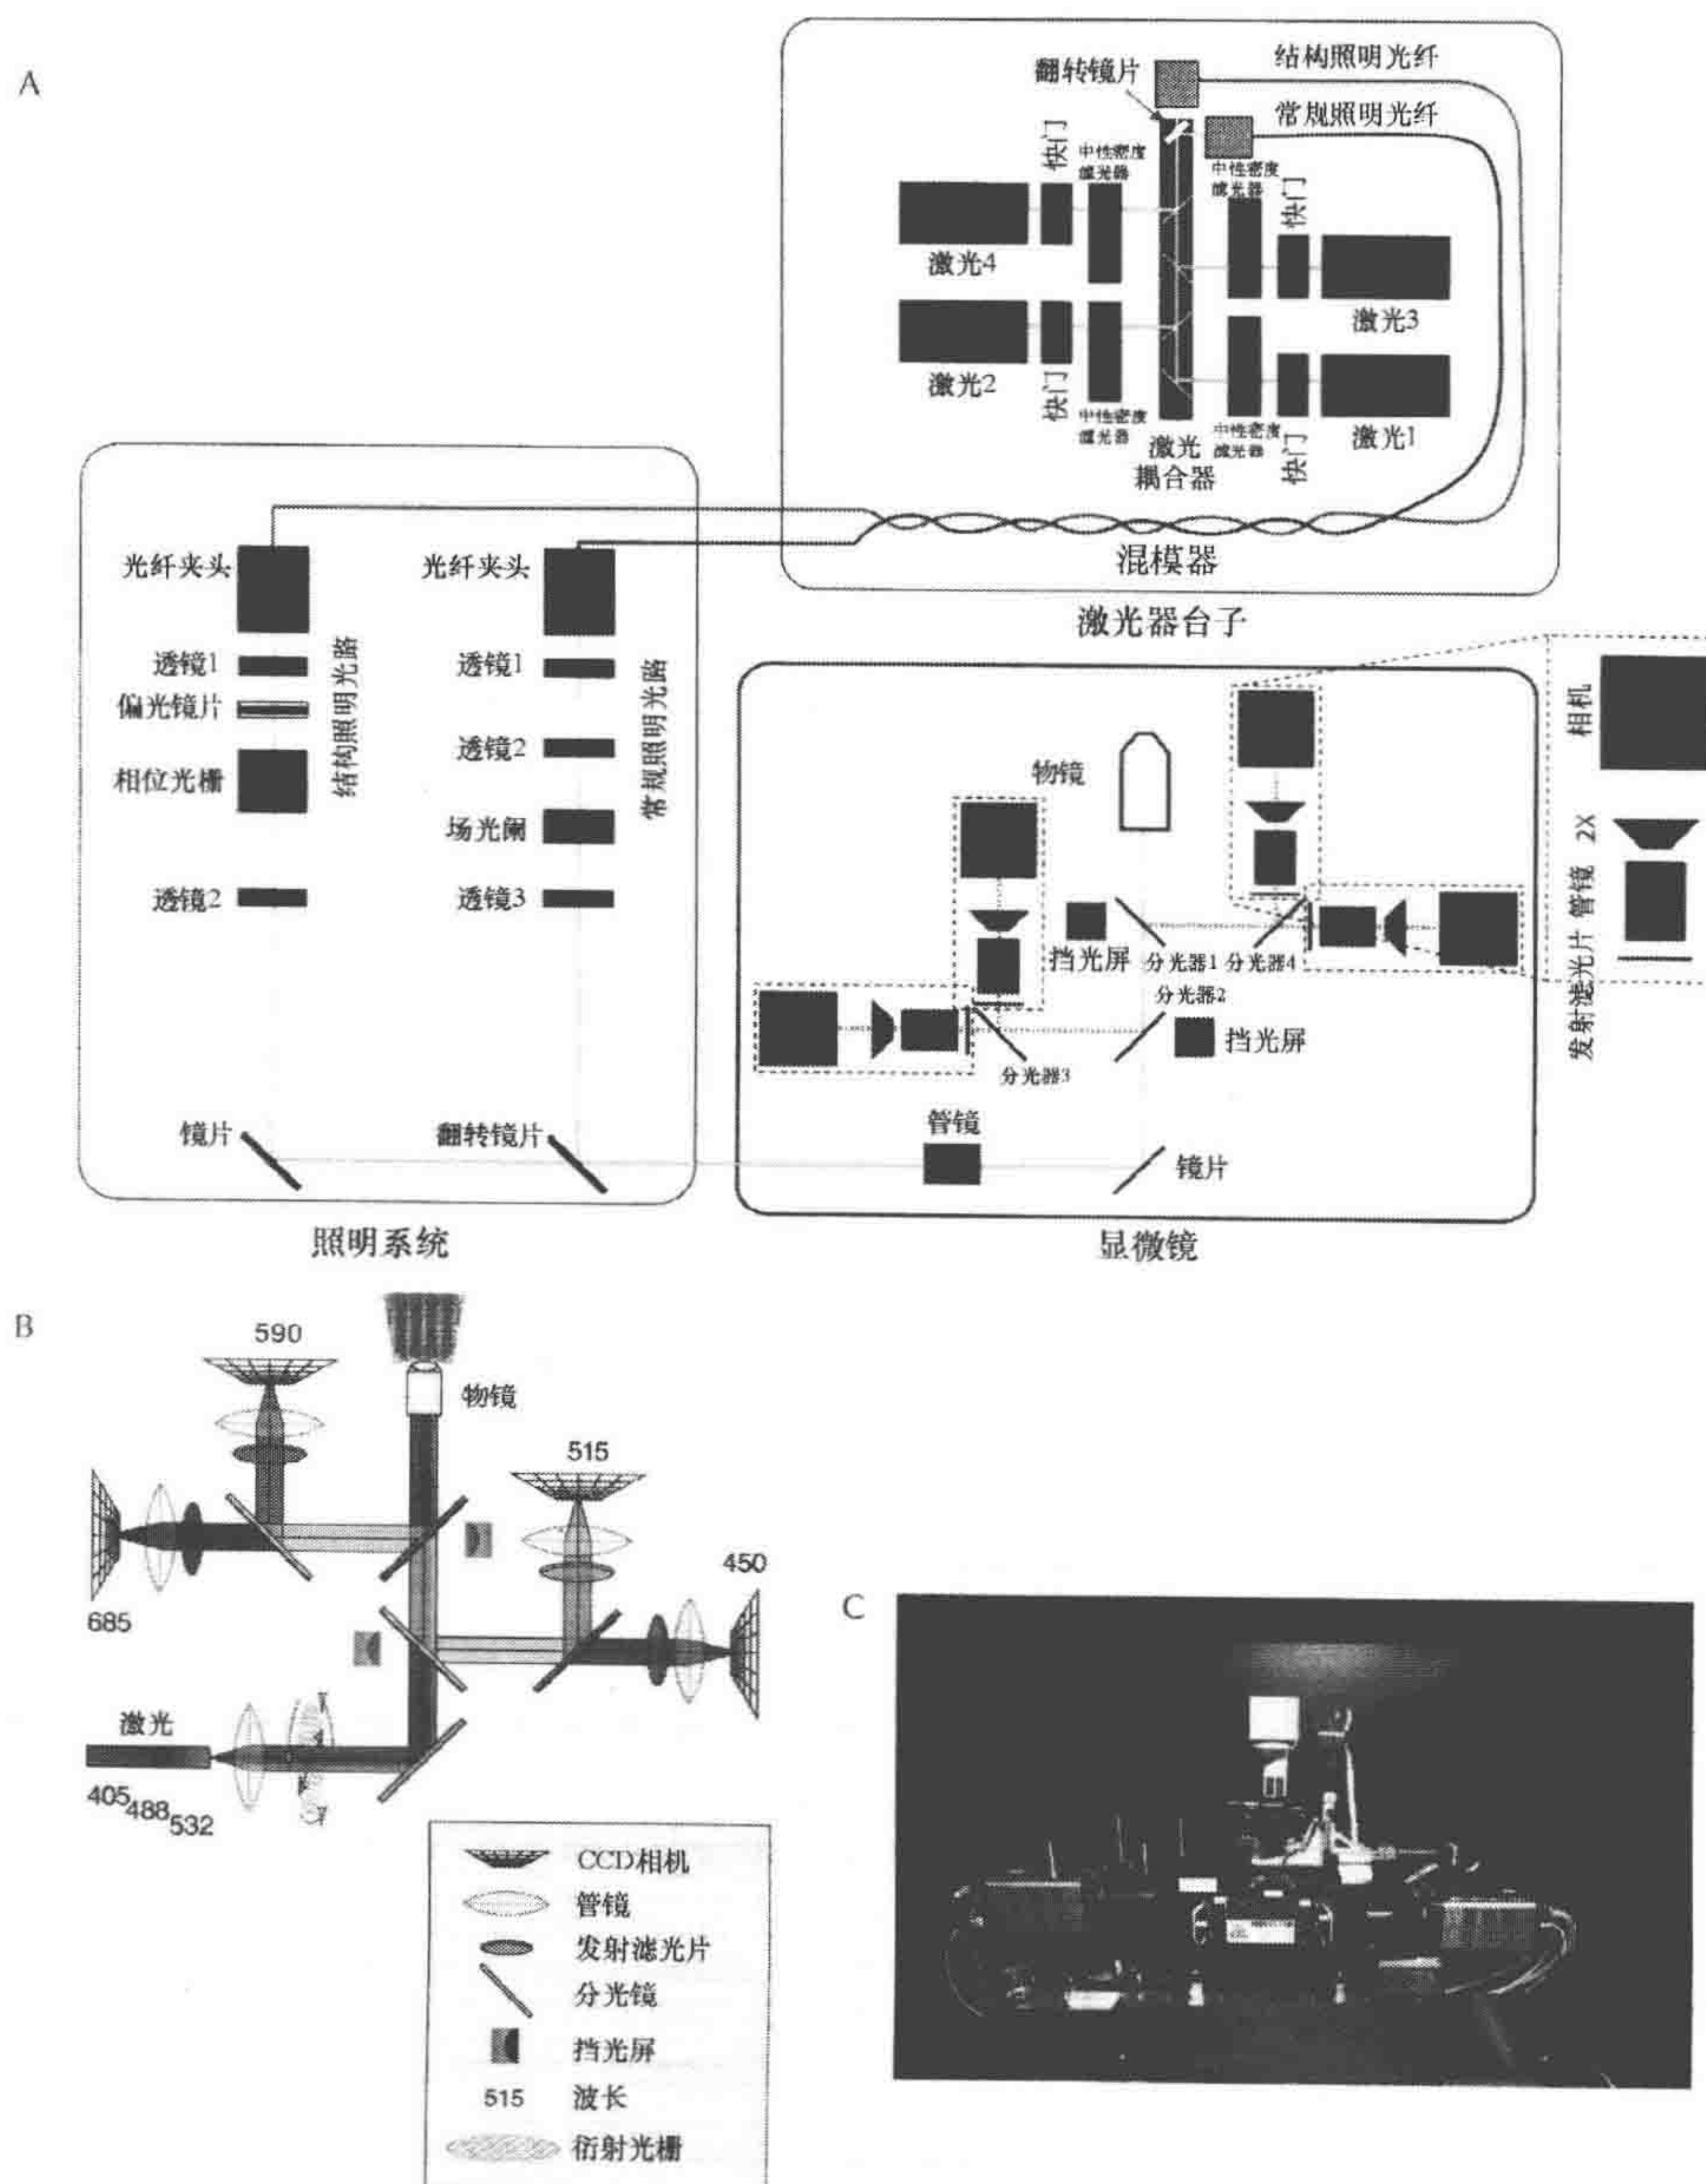 A
结构照明光纤
翻转镜片
常规照明光纤
快门
中性密度
滤光器
中性密度
滤光器
快门
激光4
激光3
激光2
激光1
快门
中性密度
滤光器
激光
耦合器
中性密度
滤光器
快门
混模器
激光器台子
光纤夹头
光纤夹头
透镜1
偏光镜片
相位光栅
透镜2
结构照明光路
透镜1
透镜2
场光阑
透镜3
常规照明光路
镜片
翻转镜片
照明系统
物镜
挡光屏
分光器1
分光器4
分光器2
挡光屏
分光器3
管镜
镜片
显微镜
相机
2X
管镜
发射滤光片
B
590
物镜
515
450
685
激光
405
488
532
CCD相机
管镜
发射滤光片
分光镜
挡光屏
515
波长
衍射光栅
C